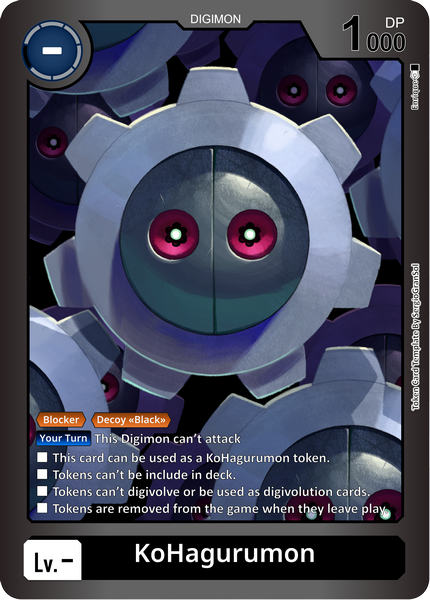 DIGIMON
-
DP
1000
Enrique
Token Card Template By SergioGranSol
Blocker Decoy «Black»
Your Turn This Digimon can't attack
This card can be used as a KoHagurumon token.
Tokens can't be include in deck.
Tokens can't digivolve or be used as digivolution cards.
Tokens are removed from the game when they leave play.
Lv.-
KoHagurumon